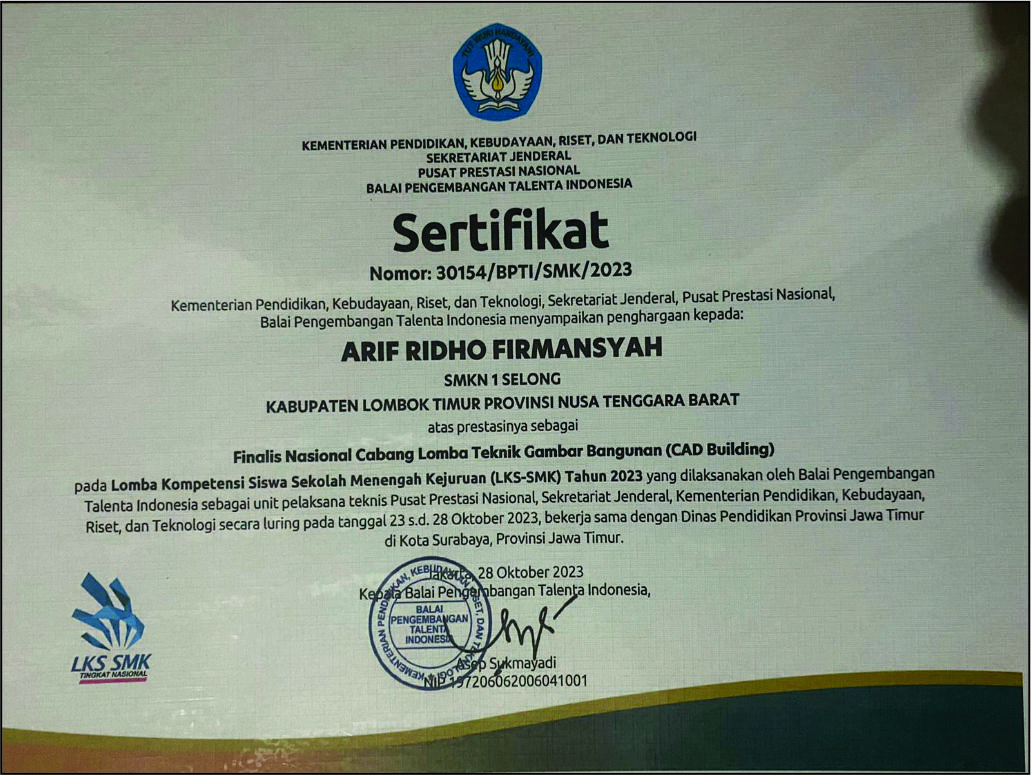 TUT WURI HANDAYANI
KEMENTERIAN PENDIDIKAN, KEBUDAYAAN, RISET, DAN TEKNOLOGI
SEKRETARIAT JENDERAL
PUSAT PRESTASI NASIONAL
BALAI PENGEMBANGAN TALENTA INDONESIA
Sertifikat
Nomor: 30154/BPTI/SMK/2023
Kementerian Pendidikan, Kebudayaan, Riset, dan Teknologi, Sekretariat Jenderal, Pusat Prestasi Nasional,
Balai Pengembangan Talenta Indonesia menyampaikan penghargaan kepada:
ARIF RIDHO FIRMANSYAH
SMKN 1 SELONG
KABUPATEN LOMBOK TIMUR PROVINSI NUSA TENGGARA BARAT
atas prestasinya sebagai
Finalis Nasional Cabang Lomba Teknik Gambar Bangunan (CAD Building)
pada Lomba Kompetensi Siswa Sekolah Menengah Kejuruan (LKS-SMK) Tahun 2023 yang dilaksanakan oleh Balai Pengembangan
Talenta Indonesia sebagai unit pelaksana teknis Pusat Prestasi Nasional, Sekretariat Jenderal, Kementerian Pendidikan, Kebudayaan,
Riset, dan Teknologi secara luring pada tanggal 23 s.d. 28 Oktober 2023, bekerja sama dengan Dinas Pendidikan Provinsi Jawa Timur
di Kota Surabaya, Provinsi Jawa Timur.
Jakarta, 28 Oktober 2023
Kepala Balai Pengembangan Talenta Indonesia,
KEMENTERIAN PENDIDIKAN, KEBUDAYAAN, RISET, DAN TEKNOLOGI
BALAI
PENGEMBANGAN
TALENTA
INDONESIA
Asep Sukmayadi
NIP 197206062006041001
LKS SMK
TINGKAT NASIONAL